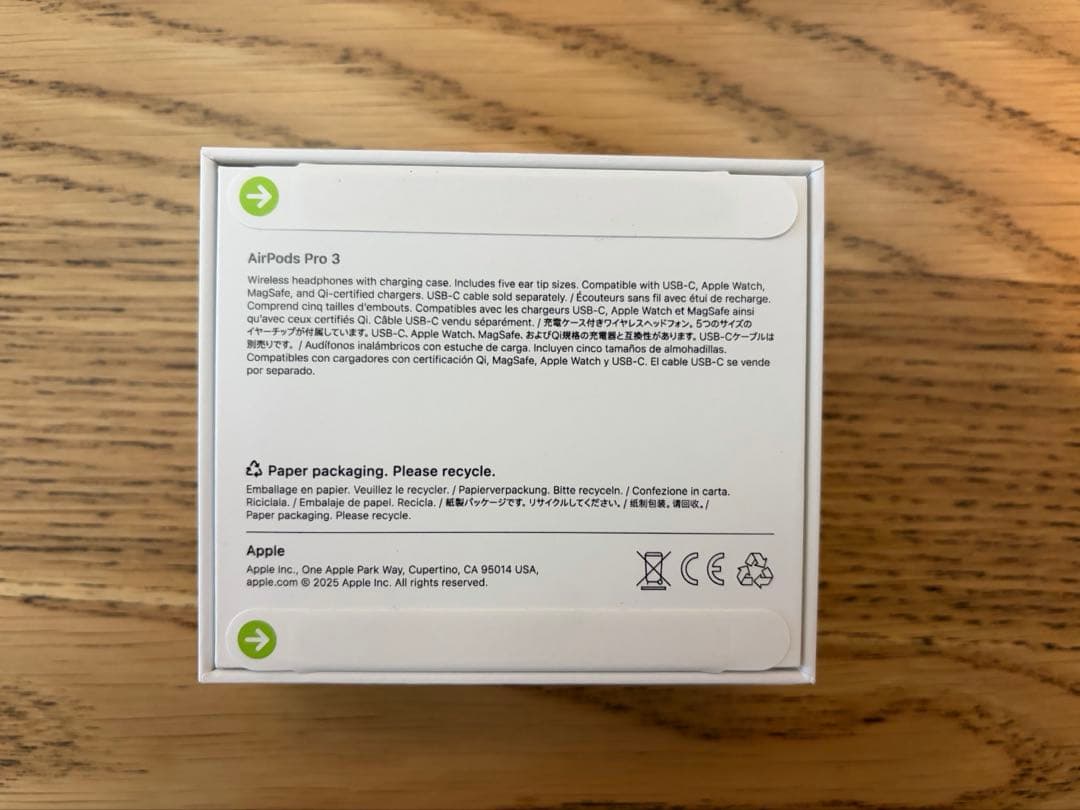 AirPods Pro 3
Wireless headphones with charging case. Includes five ear tip sizes. Compatible with USB-C, Apple Watch,
MagSafe, and Qi-certified chargers. USB-C cable sold separately. / Écouteurs sans fil avec étui de recharge.
Comprend cinq tailles d'embouts. Compatibles avec les chargeurs USB-C, Apple Watch et MagSafe ainsi
qu'avec ceux certifiés Qi. Câble USB-C vendu séparément. / 充電ケース付きワイヤレスヘッドフォン。5つのサイズの
イヤーチップが付属しています。USB-C、Apple Watch、MagSafe、およびQi規格の充電器と互換性があります。USB-Cケーブルは
別売りです。/ Audífonos inalámbricos con estuche de carga. Incluyen cinco tamaños de almohadillas.
Compatibles con cargadores con certificación Qi, MagSafe, Apple Watch y USB-C. El cable USB-C se vende
por separado.
Paper packaging. Please recycle.
Emballage en papier. Veuillez le recycler. / Papierverpackung. Bitte recyceln. / Confezione in carta.
Riciclala. / Embalaje de papel. Recicla. / 紙製パッケージです。リサイクルしてください。/ 纸制包装。请回收。/
Paper packaging. Please recycle.
Apple
Apple Inc., One Apple Park Way, Cupertino, CA 95014 USA,
apple.com © 2025 Apple Inc. All rights reserved.
CE